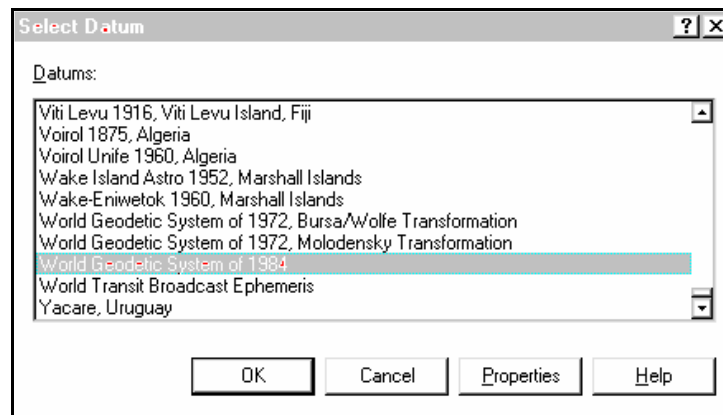 Select Datum
Datums:
Viti Levu 1916, Viti Levu Island, Fiji
Voirol 1875, Algeria
Voirol Unife 1960, Algeria
Wake Island Astro 1952, Marshall Islands
Wake-Eniwetok 1960, Marshall Islands
World Geodetic System of 1972, Bursa/Wolfe Transformation
World Geodetic System of 1972, Molodensky Transformation
World Geodetic System of 1984
World Transit Broadcast Ephemeris
Yacare, Uruguay
OK Cancel Properties Help